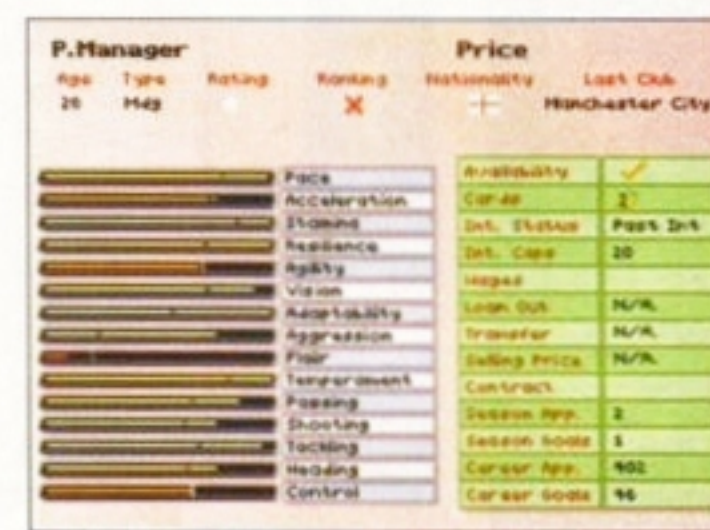 P.Manager Price
Age Type Rating Ranking Nationality Last Club
20 Mdg Manchester City
Pace
Acceleration
Stamina
Resilience
Agility
Vision
Adaptability
Aggression
Flair
Temperament
Passing
Shooting
Tackling
Heading
Control
Availability
Cards 2
Int. Status Past Int
Int. Caps 20
Wages
Loan Out N/A
Transfer N/A
Selling Price N/A
Contract
Season App. 2
Season Goals 1
Career App. 402
Career Goals 46